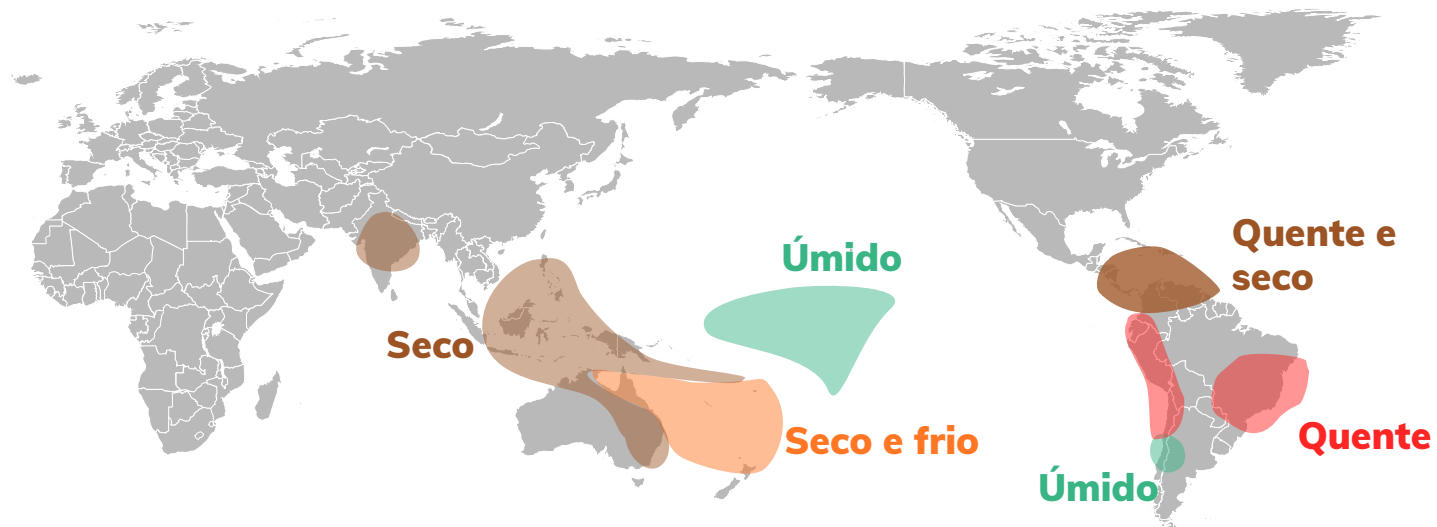 Quente e
seco
Úmido
Seco
Seco e frio
Quente
Úmido